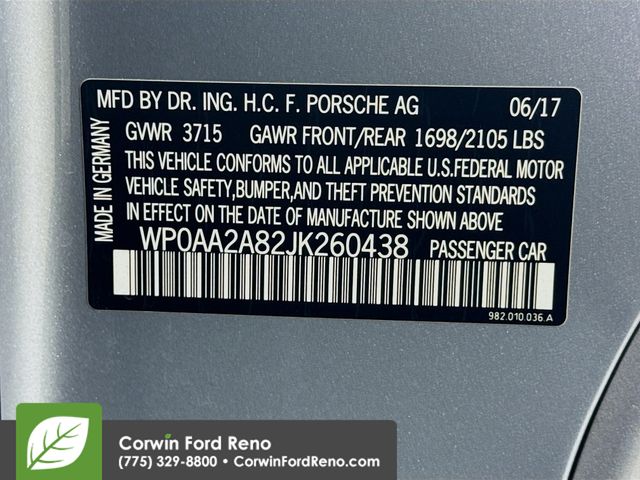 MFD BY DR. ING. H.C. F. PORSCHE AG 06/17
GVWR 3715 GAWR FRONT/REAR 1698/2105 LBS
THIS VEHICLE CONFORMS TO ALL APPLICABLE U.S.FEDERAL MOTOR
VEHICLE SAFETY,BUMPER,AND THEFT PREVENTION STANDARDS
IN EFFECT ON THE DATE OF MANUFACTURE SHOWN ABOVE
WP0AA2A82JK260438 PASSENGER CAR
MADE IN GERMANY
982.010.036.A
Corwin Ford Reno
(775) 329-8800 • CorwinFordReno.com